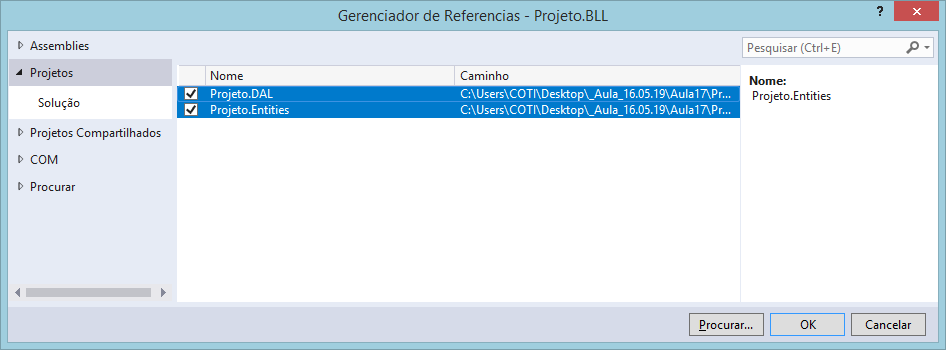 Gerenciador de Referencias - Projeto.BLL
?
Assemblies
Projetos
Solução
Projetos Compartilhados
COM
Procurar
Nome Caminho
Projeto.DAL C:\Users\COTI\Desktop\_Aula_16.05.19\Aula17\Pr...
Projeto.Entities C:\Users\COTI\Desktop\_Aula_16.05.19\Aula17\Pr...
Pesquisar (Ctrl+E)
Nome:
Projeto.Entities
Procurar... OK Cancelar